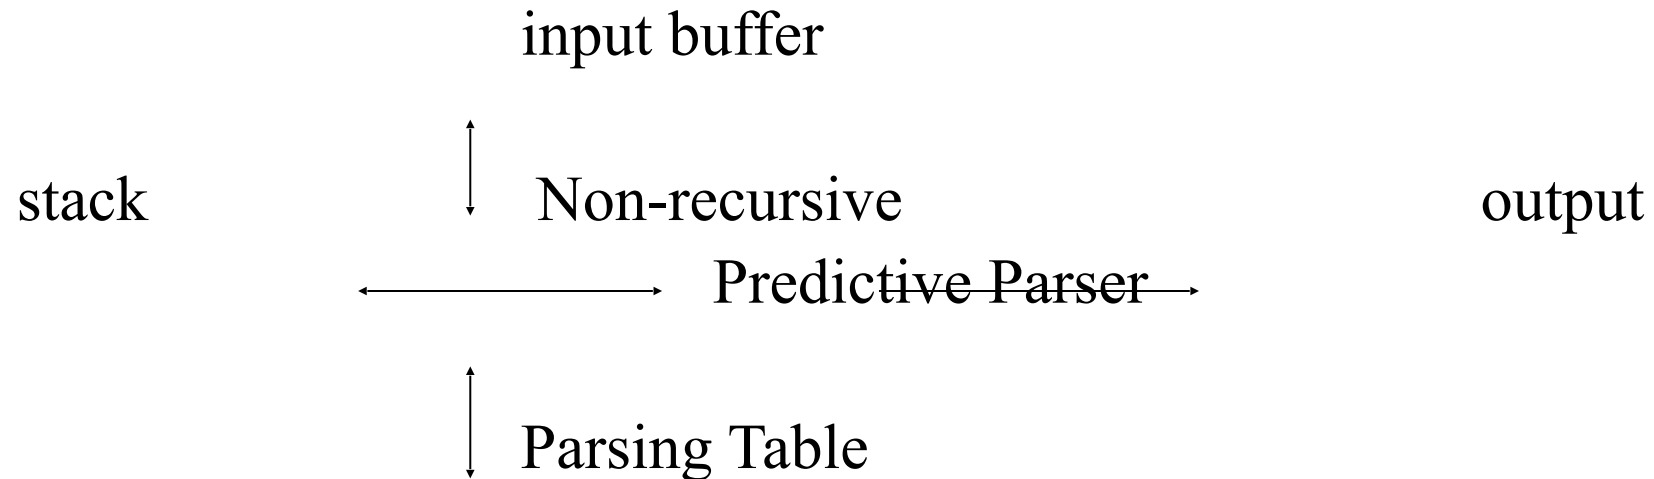 input buffer
stack Non-recursive output
Predictive Parser
Parsing Table